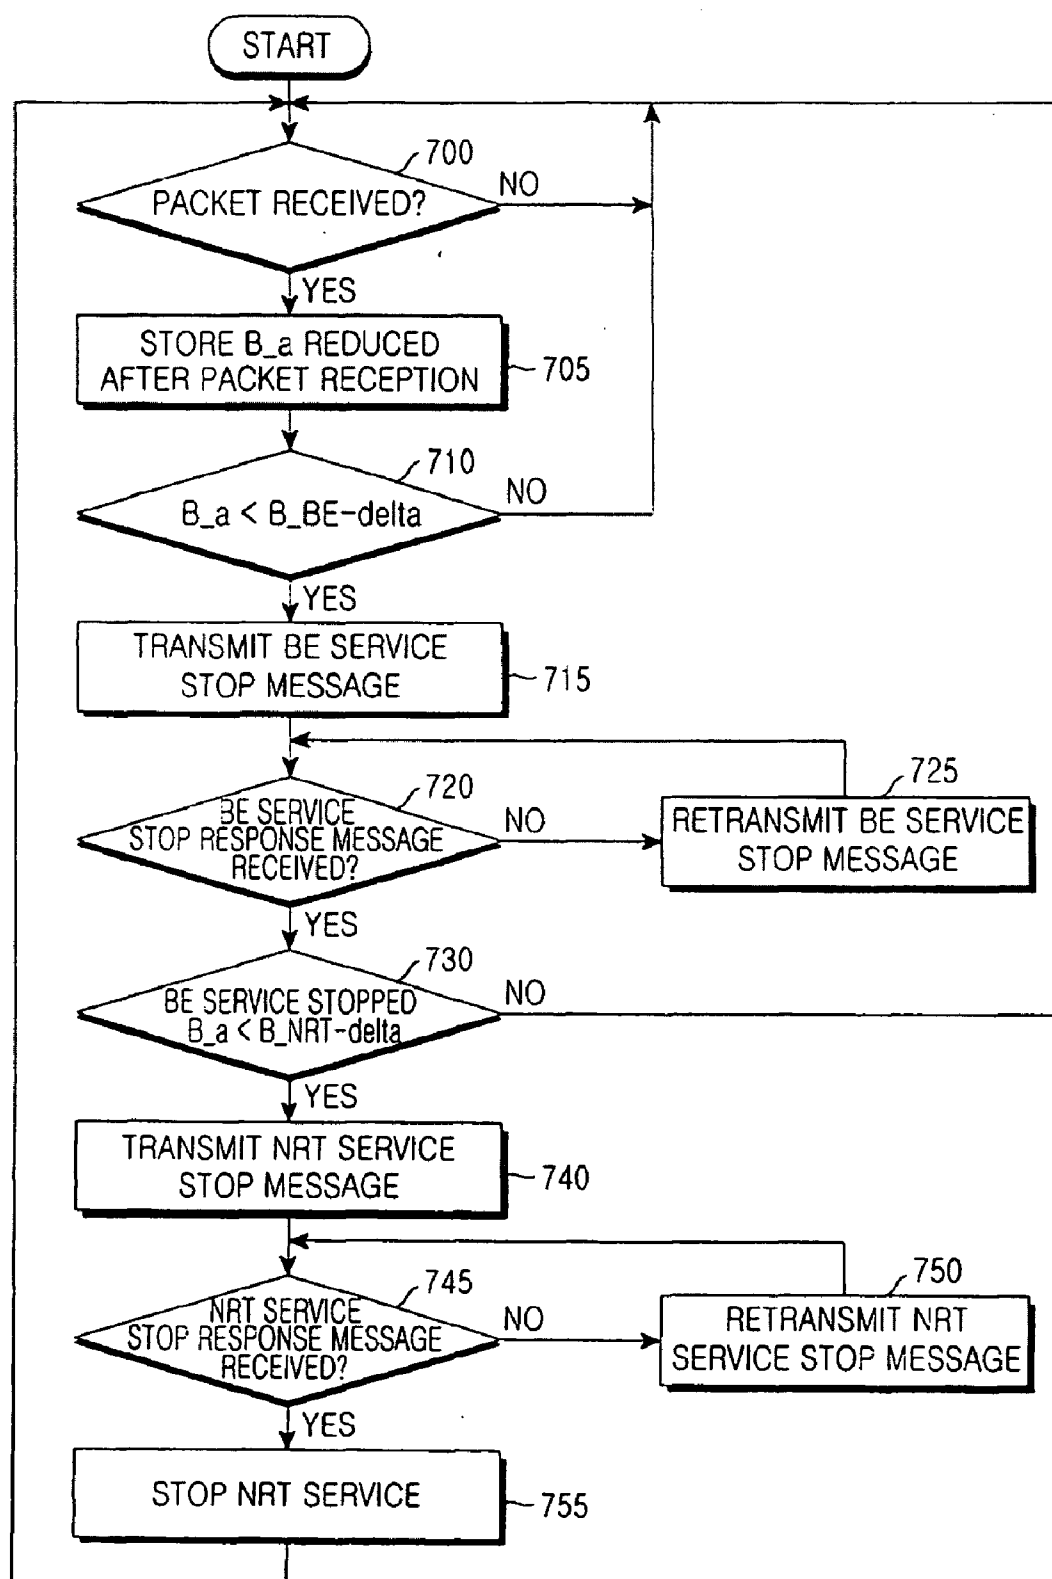 START
700
PACKET RECEIVED?
NO
YES
STORE B_a REDUCED
AFTER PACKET RECEPTION
705
710
B_a < B_BE-delta
NO
YES
TRANSMIT BE SERVICE
STOP MESSAGE
715
720
BE SERVICE
STOP RESPONSE MESSAGE
RECEIVED?
NO
725
RETRANSMIT BE SERVICE
STOP MESSAGE
YES
730
BE SERVICE STOPPED
B_a < B_NRT-delta
NO
YES
TRANSMIT NRT SERVICE
STOP MESSAGE
740
745
NRT SERVICE
STOP RESPONSE MESSAGE
RECEIVED?
NO
750
RETRANSMIT NRT
SERVICE STOP MESSAGE
YES
STOP NRT SERVICE
755